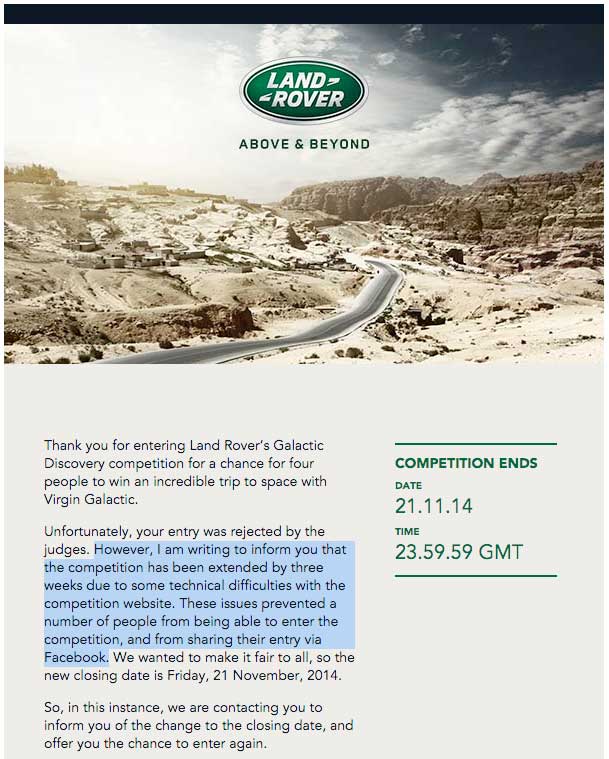 LAND-
-ROVER
ABOVE & BEYOND
Thank you for entering Land Rover's Galactic
Discovery competition for a chance for four
people to win an incredible trip to space with
Virgin Galactic.
Unfortunately, your entry was rejected by the
judges. However, I am writing to inform you that
the competition has been extended by three
weeks due to some technical difficulties with the
competition website. These issues prevented a
number of people from being able to enter the
competition, and from sharing their entry via
Facebook. We wanted to make it fair to all, so the
new closing date is Friday, 21 November, 2014.
So, in this instance, we are contacting you to
inform you of the change to the closing date, and
offer you the chance to enter again.
COMPETITION ENDS
DATE
21.11.14
TIME
23.59.59 GMT